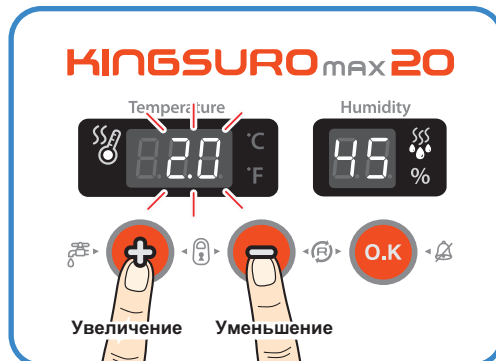 KINGSURO max 20
Temperature Humidity
2.0 °C °F 45 %
+ - R O.K
Увеличение Уменьшение